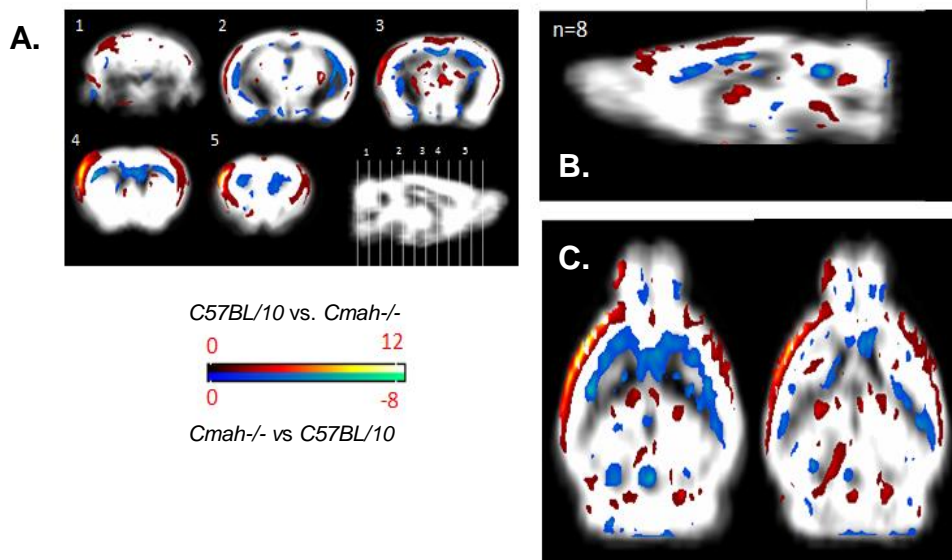 A.
1 2 3
4 5
1 2 3 4 5
C57BL/10 vs. Cmah-/-
0 12
0 -8
Cmah-/- vs C57BL/10
n=8
B.
C.